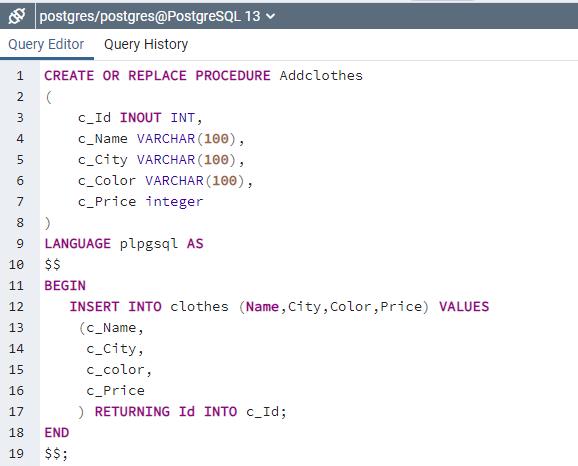 postgres/postgres@PostgreSQL 13
Query Editor Query History
1 CREATE OR REPLACE PROCEDURE Addclothes
2 (
3 c_Id INOUT INT,
4 c_Name VARCHAR(100),
5 c_City VARCHAR(100),
6 c_Color VARCHAR(100),
7 c_Price integer
8 )
9 LANGUAGE plpgsql AS
10 $$
11 BEGIN
12 INSERT INTO clothes (Name,City,Color,Price) VALUES
13 (c_Name,
14 c_City,
15 c_color,
16 c_Price
17 ) RETURNING Id INTO c_Id;
18 END
19 $$;